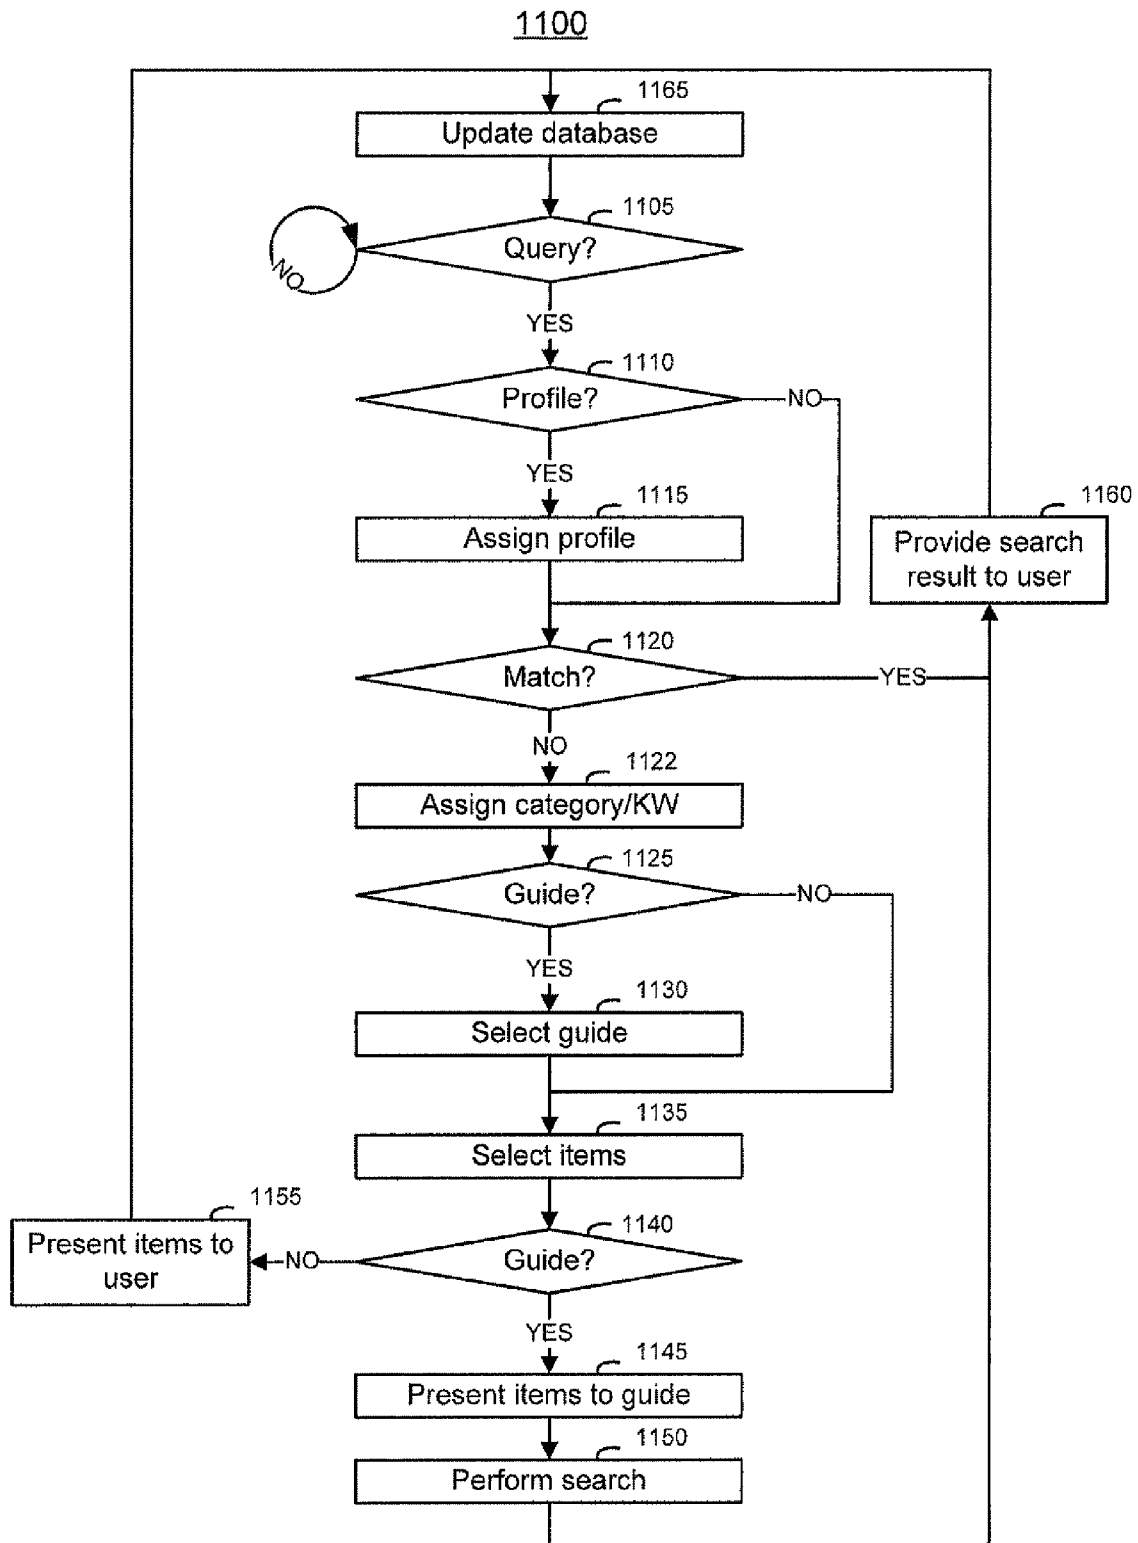 1100
1165
Update database
1105
Query?
NO
YES
1110
Profile?
NO
YES
1115
Assign profile
1160
Provide search
result to user
1120
Match?
YES
NO
1122
Assign category/KW
1125
Guide?
NO
YES
1130
Select guide
1135
Select items
1155
Present items to
user
1140
Guide?
NO
YES
1145
Present items to guide
1150
Perform search